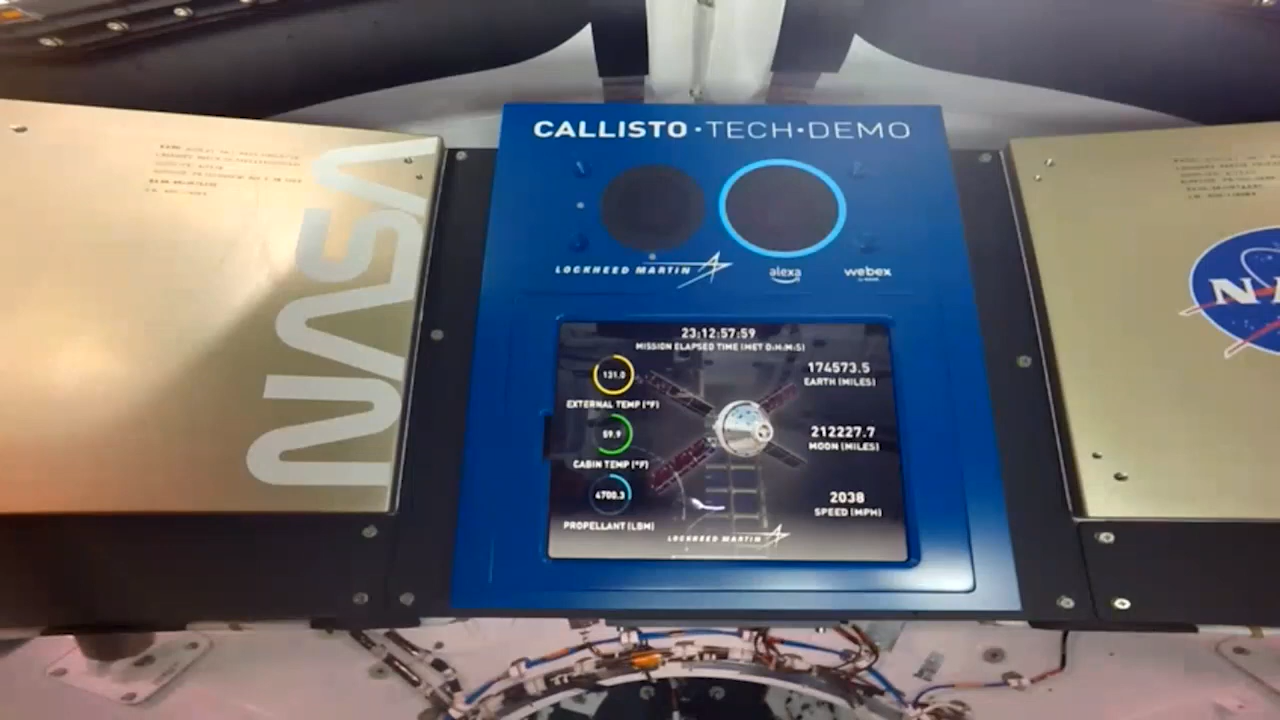 NASA
CALLISTO · TECH · DEMO
LOCKHEED MARTIN
alexa
webex
NA
23:12:57:59
MISSION ELAPSED TIME (MET D:H:M:S)
131.0
EXTERNAL TEMP (°F)
59.9
CABIN TEMP (°F)
4700.3
PROPELLANT (LBM)
174573.5
EARTH (MILES)
212227.7
MOON (MILES)
2038
SPEED (MPH)
LOCKHEED MARTIN